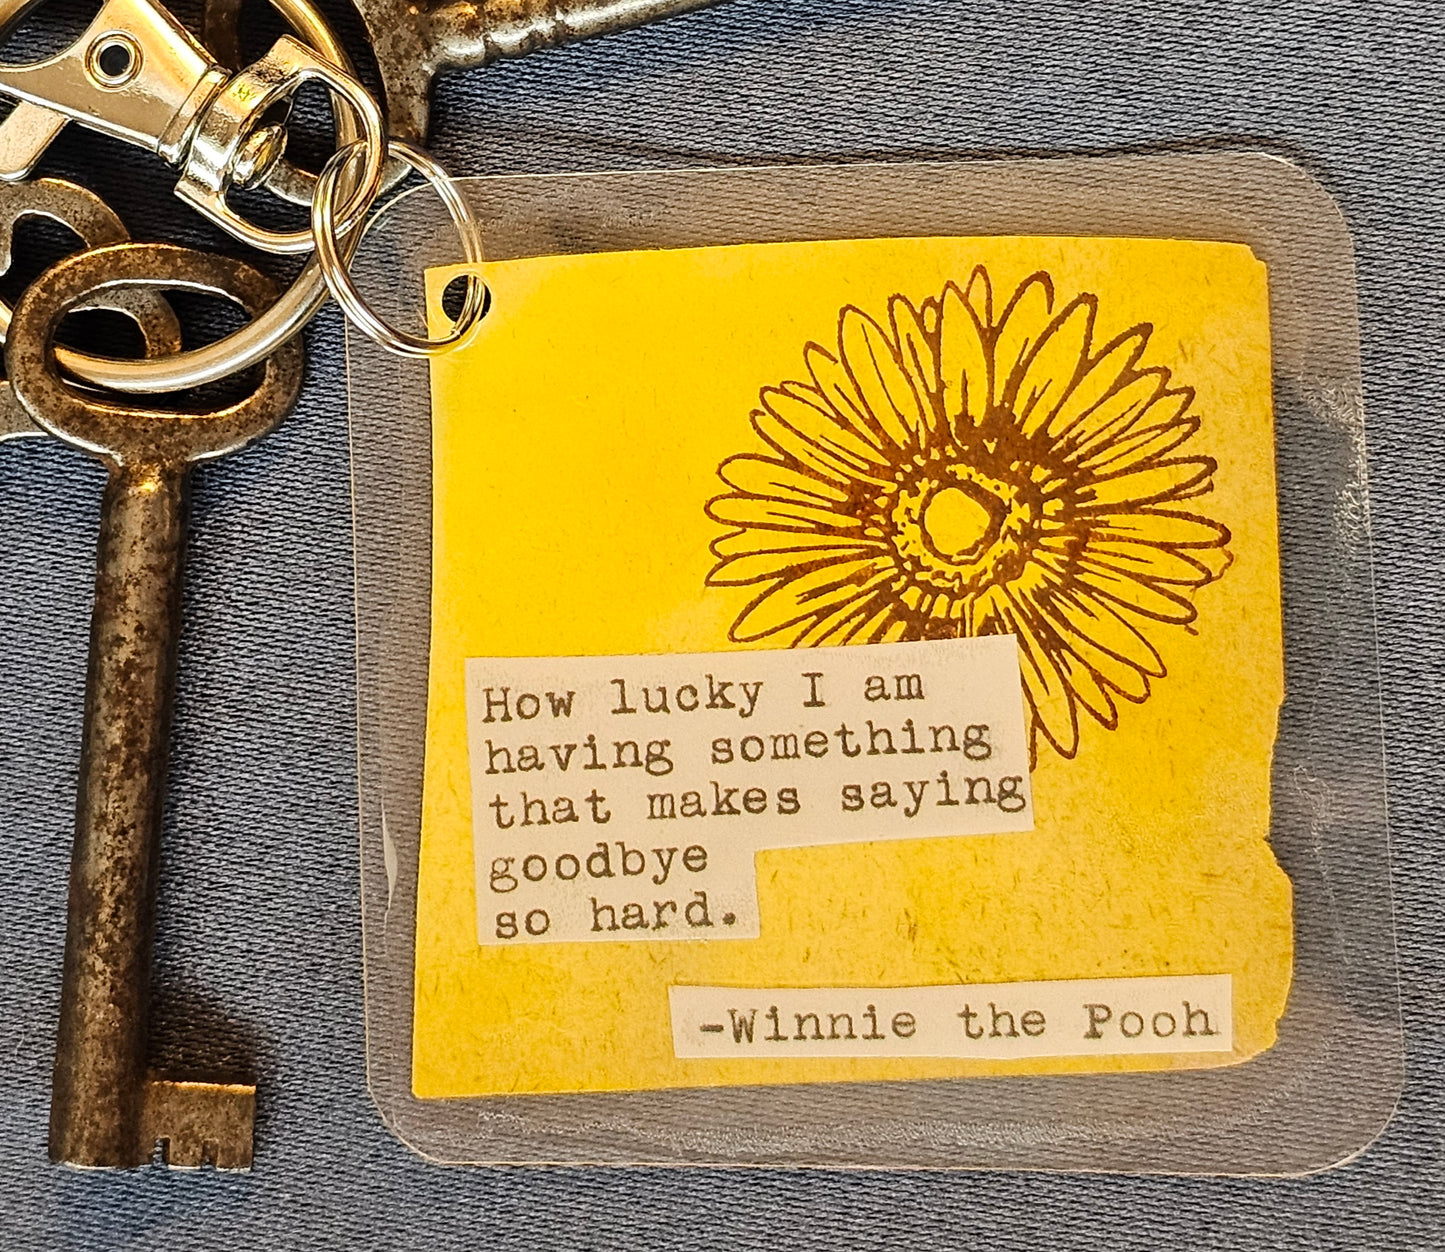 How lucky I am
having something
that makes saying
goodbye
so hard.
-Winnie the Pooh